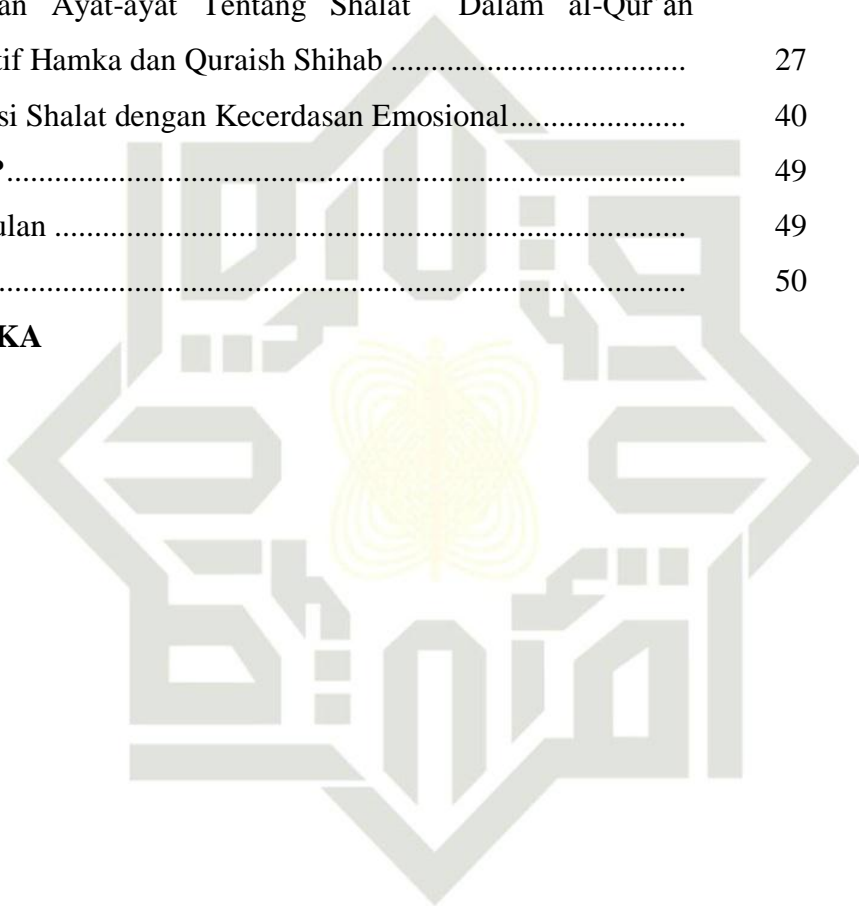 an Ayat-ayat Tentang Shalat Dalam al-Qur'an
tif Hamka dan Quraish Shihab ..................................... 27
si Shalat dengan Kecerdasan Emosional...................... 40
..................................................................................... 49
ulan ............................................................................... 49
...................................................................................... 50
KA